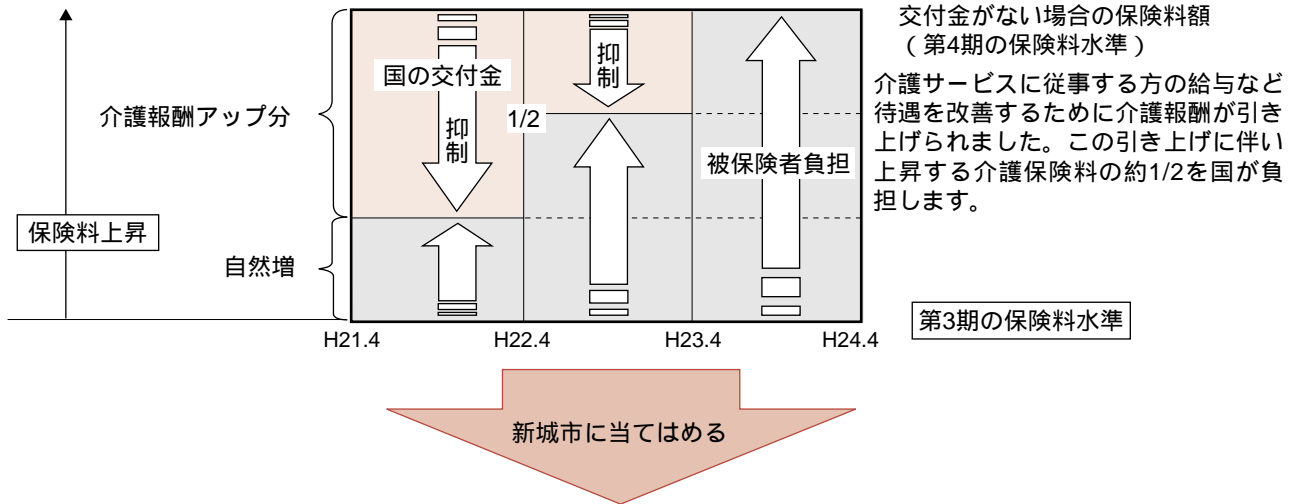 交付金がない場合の保険料額
（第4期の保険料水準）
介護サービスに従事する方の給与など
待遇を改善するために介護報酬が引き
上げられました。この引き上げに伴い
上昇する介護保険料の約1/2を国が負
担します。
介護報酬アップ分
国の交付金
抑制
1/2
抑制
被保険者負担
保険料上昇
自然増
第3期の保険料水準
H21.4
H22.4
H23.4
H24.4
新城市に当てはめる